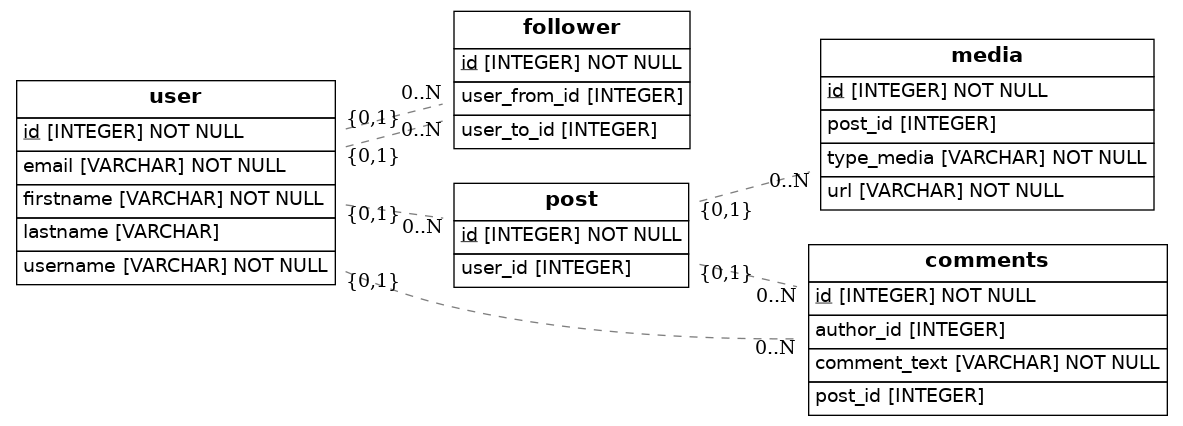 user
id [INTEGER] NOT NULL
email [VARCHAR] NOT NULL
firstname [VARCHAR] NOT NULL
lastname [VARCHAR]
username [VARCHAR] NOT NULL
{0,1}
0..N
{0,1}
0..N
{0,1}
0..N
{0,1}
0..N
follower
id [INTEGER] NOT NULL
user_from_id [INTEGER]
user_to_id [INTEGER]
post
id [INTEGER] NOT NULL
user_id [INTEGER]
{0,1}
0..N
{0,1}
0..N
media
id [INTEGER] NOT NULL
post_id [INTEGER]
type_media [VARCHAR] NOT NULL
url [VARCHAR] NOT NULL
comments
id [INTEGER] NOT NULL
author_id [INTEGER]
comment_text [VARCHAR] NOT NULL
post_id [INTEGER]